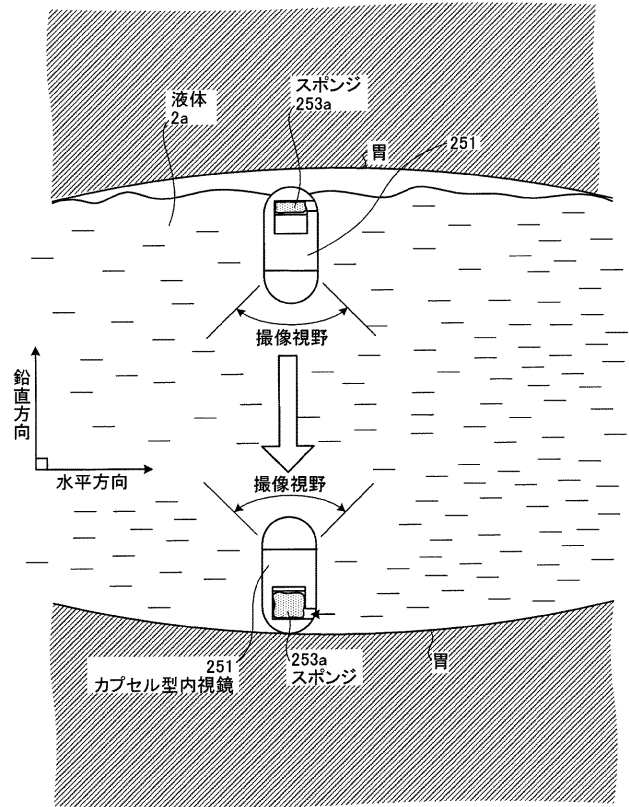 スポンジ
253a
液体
2a
胃
251
撮像視野
鉛直方向
水平方向
撮像視野
251
カプセル型内視鏡
253a
スポンジ
胃